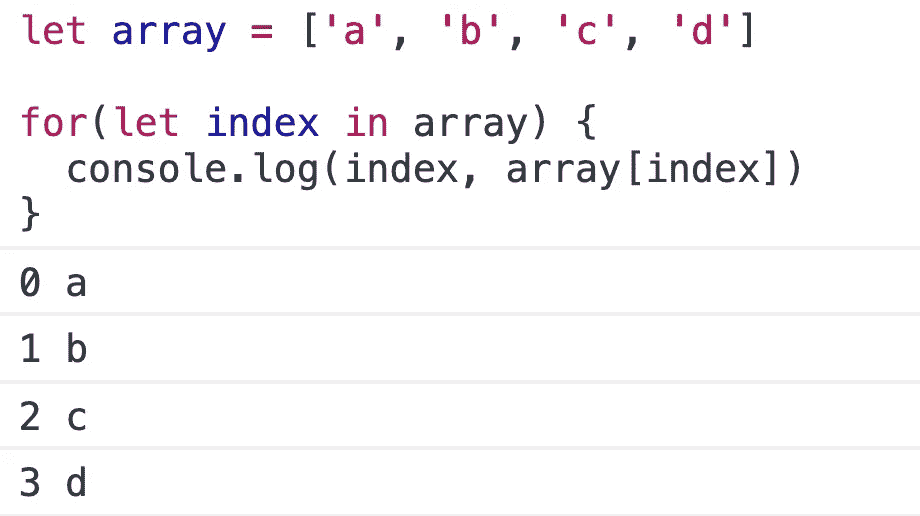 let array = ['a', 'b', 'c', 'd']
for(let index in array) {
  console.log(index, array[index])
}
0 a
1 b
2 c
3 d